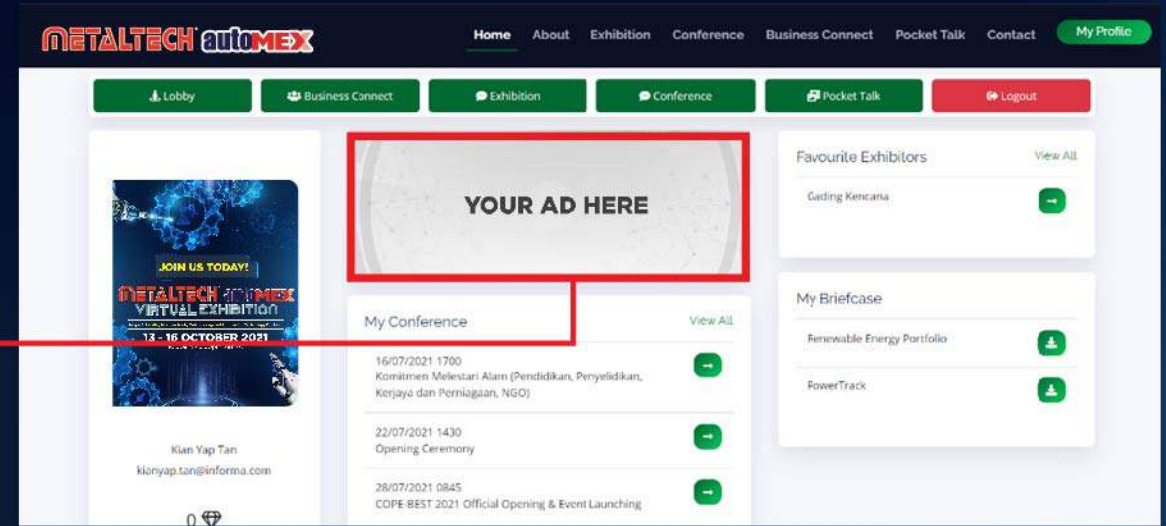 METALTECH AUTOMEX
Home About Exhibition Conference Business Connect Pocket Talk Contact My Profile
Lobby Business Connect Exhibition Conference Pocket Talk Logout
JOIN US TODAY!
METALTECH AUTOMEX
VIRTUAL EXHIBITION
13 - 16 OCTOBER 2021
Kian Yap Tan
kianyap.tan@informa.com
0
YOUR AD HERE
My Conference View All
16/07/2021 1700
Komitmen Melestari Alam (Pendidikan, Penyelidikan,
Kerjaya dan Perniagaan, NGO)
22/07/2021 1430
Opening Ceremony
28/07/2021 0845
COPE-BEST 2021 Official Opening & Event Launching
Favourite Exhibitors View All
Gading Kencana
My Briefcase
Renewable Energy Portfolio
PowerTrack